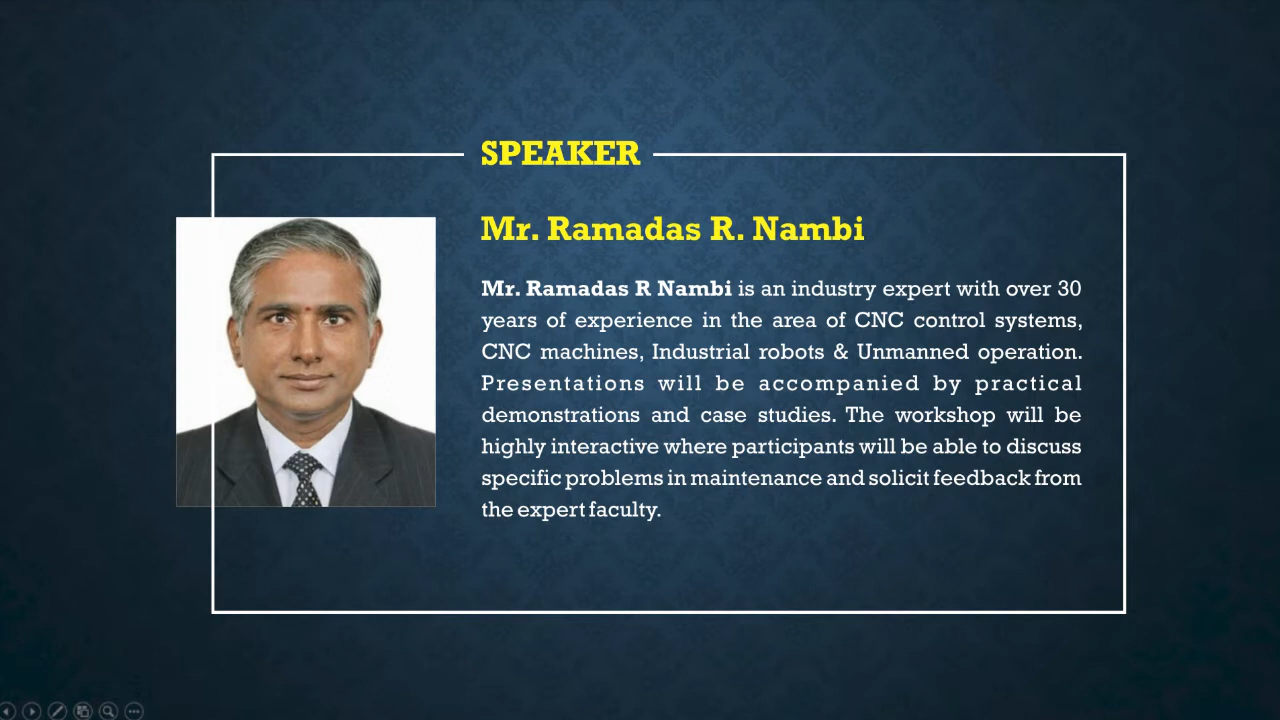 SPEAKER
Mr. Ramadas R. Nambi
Mr. Ramadas R Nambi is an industry expert with over 30
years of experience in the area of CNC control systems,
CNC machines, Industrial robots & Unmanned operation.
Presentations will be accompanied by practical
demonstrations and case studies. The workshop will be
highly interactive where participants will be able to discuss
specific problems in maintenance and solicit feedback from
the expert faculty.